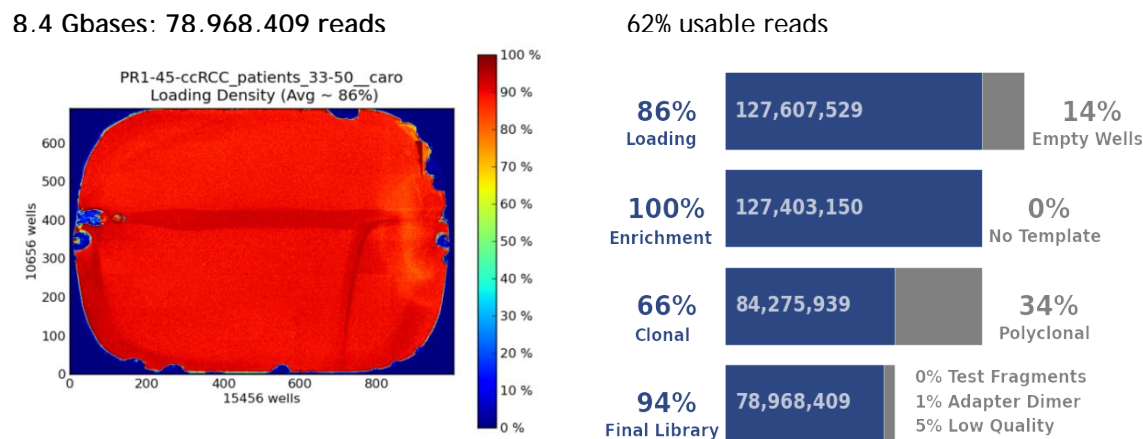 8.4 Gbases: 78,968,409 reads
62% usable reads
PR1-45-ccRCC_patients_33-50__caro
Loading Density (Avg ~ 86%)
10656 wells
600
500
400
300
200
100
0
0
200
400
600
800
15456 wells
100 %
90 %
80 %
70 %
60 %
50 %
40 %
30 %
20 %
10 %
0 %
86%
Loading
127,607,529
14%
Empty Wells
100%
Enrichment
127,403,150
0%
No Template
66%
Clonal
84,275,939
34%
Polyclonal
94%
Final Library
78,968,409
0% Test Fragments
1% Adapter Dimer
5% Low Quality